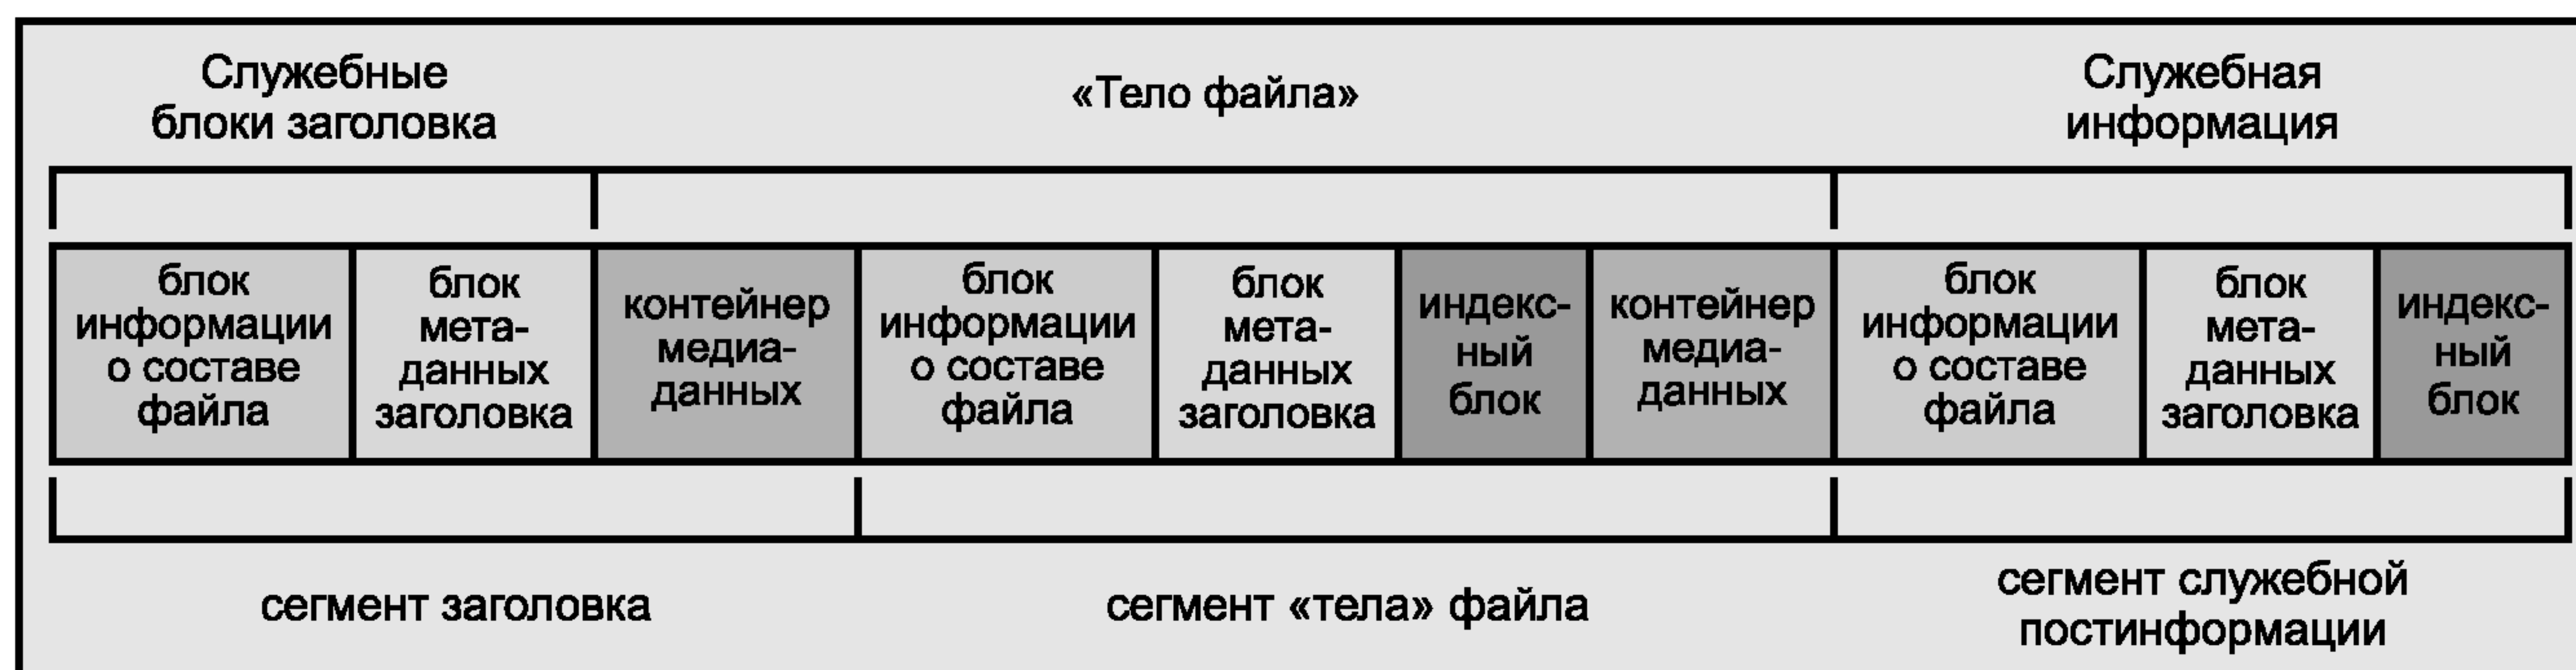 Служебные
блоки заголовка
«Тело файла»
Служебная
информация
блок
информации
о составе
файла
блок
мета-
данных
заголовка
контейнер
медиа-
данных
блок
информации
о составе
файла
блок
мета-
данных
заголовка
индекс-
ный
блок
контейнер
медиа-
данных
блок
информации
о составе
файла
блок
мета-
данных
заголовка
индекс-
ный
блок
сегмент заголовка
сегмент «тела» файла
сегмент служебной
постинформации